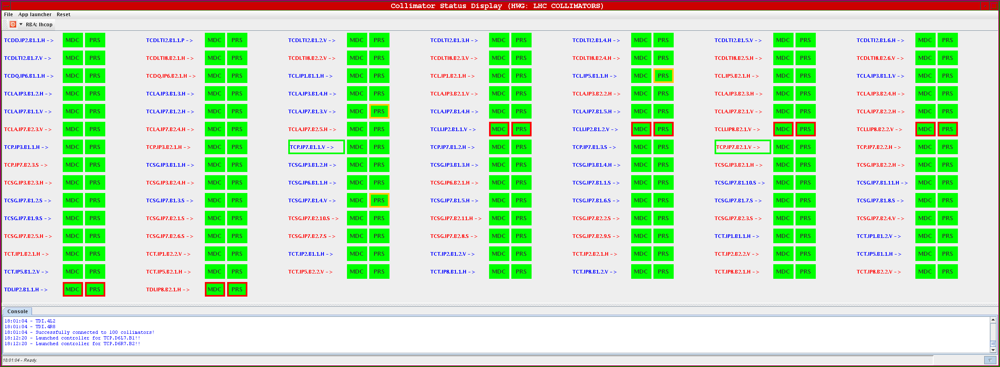 Collimator Status Display (HWG: LHC COLLIMATORS)
File App launcher Reset
RBA: lhcop
TCDD.IP2.B1.1.H -> MDC PRS TCDI.TI2.B1.1.P -> MDC PRS TCDI.TI2.B1.2.V -> MDC PRS TCDI.TI2.B1.3.H -> MDC PRS TCDI.TI2.B1.4.H -> MDC PRS TCDI.TI2.B1.5.V -> MDC PRS TCDI.TI2.B1.6.H -> MDC PRS
TCDI.TI2.B1.7.V -> MDC PRS TCDI.TI8.B2.1.H -> MDC PRS TCDI.TI8.B2.2.V -> MDC PRS TCDI.TI8.B2.3.V -> MDC PRS TCDI.TI8.B2.4.H -> MDC PRS TCDI.TI8.B2.5.H -> MDC PRS TCDI.TI8.B2.6.V -> MDC PRS
TCDQ.IP6.B1.1.H -> MDC PRS TCDQ.IP6.B2.1.H -> MDC PRS TCL.IP1.B1.1.H -> MDC PRS TCL.IP1.B2.1.H -> MDC PRS TCL.IP5.B1.1.H -> MDC PRS TCL.IP5.B2.1.H -> MDC PRS TCLA.IP3.B1.1.V -> MDC PRS
TCLA.IP3.B1.2.H -> MDC PRS TCLA.IP3.B1.3.H -> MDC PRS TCLA.IP3.B1.4.H -> MDC PRS TCLA.IP3.B2.1.V -> MDC PRS TCLA.IP3.B2.2.H -> MDC PRS TCLA.IP3.B2.3.H -> MDC PRS TCLA.IP3.B2.4.H -> MDC PRS
TCLA.IP7.B1.1.V -> MDC PRS TCLA.IP7.B1.2.H -> MDC PRS TCLA.IP7.B1.3.V -> MDC PRS TCLA.IP7.B1.4.H -> MDC PRS TCLA.IP7.B1.5.H -> MDC PRS TCLA.IP7.B2.1.V -> MDC PRS TCLA.IP7.B2.2.H -> MDC PRS
TCLA.IP7.B2.3.V -> MDC PRS TCLA.IP7.B2.4.H -> MDC PRS TCLA.IP7.B2.5.H -> MDC PRS TCLI.IP2.B1.1.V -> MDC PRS TCLI.IP2.B1.2.V -> MDC PRS TCLI.IP8.B2.1.V -> MDC PRS TCLI.IP8.B2.2.V -> MDC PRS
TCP.IP3.B1.1.H -> MDC PRS TCP.IP3.B2.1.H -> MDC PRS TCP.IP7.B1.1.V -> MDC PRS TCP.IP7.B1.2.H -> MDC PRS TCP.IP7.B1.3.S -> MDC PRS TCP.IP7.B2.1.V -> MDC PRS TCP.IP7.B2.2.H -> MDC PRS
TCP.IP7.B2.3.S -> MDC PRS TCSG.IP3.B1.1.H -> MDC PRS TCSG.IP3.B1.2.H -> MDC PRS TCSG.IP3.B1.3.H -> MDC PRS TCSG.IP3.B1.4.H -> MDC PRS TCSG.IP3.B2.1.H -> MDC PRS TCSG.IP3.B2.2.H -> MDC PRS
TCSG.IP3.B2.3.H -> MDC PRS TCSG.IP3.B2.4.H -> MDC PRS TCSG.IP6.B1.1.H -> MDC PRS TCSG.IP6.B2.1.H -> MDC PRS TCSG.IP7.B1.1.S -> MDC PRS TCSG.IP7.B1.10.S -> MDC PRS TCSG.IP7.B1.11.H -> MDC PRS
TCSG.IP7.B1.2.S -> MDC PRS TCSG.IP7.B1.3.S -> MDC PRS TCSG.IP7.B1.4.V -> MDC PRS TCSG.IP7.B1.5.H -> MDC PRS TCSG.IP7.B1.6.S -> MDC PRS TCSG.IP7.B1.7.S -> MDC PRS TCSG.IP7.B1.8.S -> MDC PRS
TCSG.IP7.B1.9.S -> MDC PRS TCSG.IP7.B2.1.S -> MDC PRS TCSG.IP7.B2.10.S -> MDC PRS TCSG.IP7.B2.11.H -> MDC PRS TCSG.IP7.B2.2.S -> MDC PRS TCSG.IP7.B2.3.S -> MDC PRS TCSG.IP7.B2.4.V -> MDC PRS
TCSG.IP7.B2.5.H -> MDC PRS TCSG.IP7.B2.6.S -> MDC PRS TCSG.IP7.B2.7.S -> MDC PRS TCSG.IP7.B2.8.S -> MDC PRS TCSG.IP7.B2.9.S -> MDC PRS TCT.IP1.B1.1.H -> MDC PRS TCT.IP1.B1.2.V -> MDC PRS
TCT.IP1.B2.1.H -> MDC PRS TCT.IP1.B2.2.V -> MDC PRS TCT.IP2.B1.1.H -> MDC PRS TCT.IP2.B1.2.V -> MDC PRS TCT.IP2.B2.1.H -> MDC PRS TCT.IP2.B2.2.V -> MDC PRS TCT.IP5.B1.1.H -> MDC PRS
TCT.IP5.B1.2.V -> MDC PRS TCT.IP5.B2.1.H -> MDC PRS TCT.IP5.B2.2.V -> MDC PRS TCT.IP8.B1.1.H -> MDC PRS TCT.IP8.B1.2.V -> MDC PRS TCT.IP8.B2.1.H -> MDC PRS TCT.IP8.B2.2.V -> MDC PRS
TDI.IP2.B1.1.H -> MDC PRS TDI.IP8.B2.1.H -> MDC PRS
Console
18:01:04 - TDI.4L2
18:01:04 - TDI.4R8
18:01:04 - Successfully connected to 100 collimators!
18:12:20 - Launched controller for TCP.D6L7.B1!!
18:12:20 - Launched controller for TCP.D6R7.B2!!
18:01:04 - Ready.